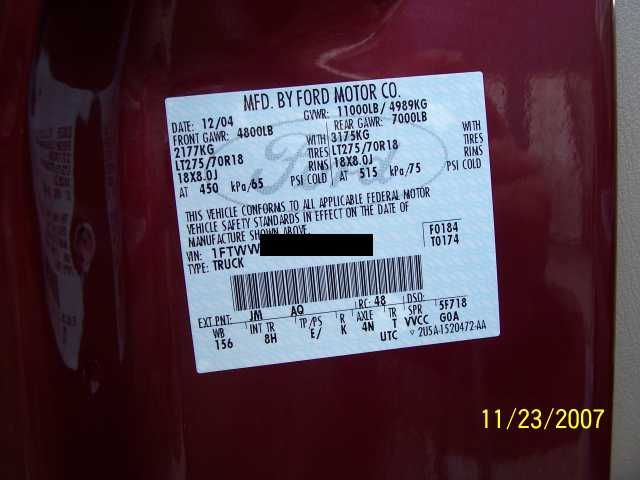 MFD. BY FORD MOTOR CO.
DATE: 12/04 GVWR: 11000LB/ 4989KG
FRONT GAWR: 4800LB REAR GAWR: 7000LB
2177KG WITH 3175KG WITH
LT275/70R18 TIRES LT275/70R18 TIRES
18X8.0J RIMS 18X8.0J RIMS
AT 450 kPa/65 PSI COLD AT 515 kPa/75 PSI COLD
THIS VEHICLE CONFORMS TO ALL APPLICABLE FEDERAL MOTOR
VEHICLE SAFETY STANDARDS IN EFFECT ON THE DATE OF
MANUFACTURE SHOWN ABOVE.
VIN: 1FTWW
TYPE: TRUCK
F0184
T0174
Ford
EXT PNT: JM AQ RC: 48 DSO:
WB INT TR TP/PS R AXLE TR SPR 5F718
156 8H E/ K 4N T VVCC G0A
UTC 2U5A-1520472-AA
11/23/2007